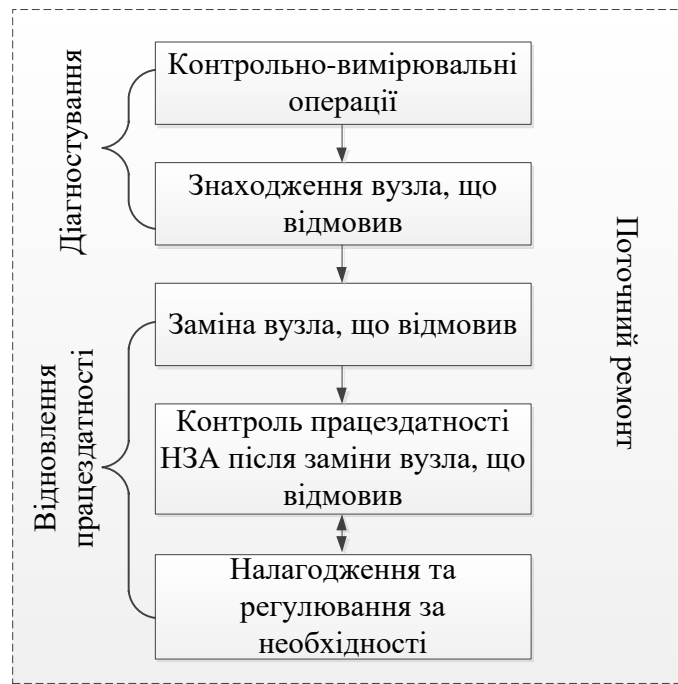 Контрольно-вимірювальні
операції
Діагностування
Знаходження вузла, що
відмовив
Поточний ремонт
Заміна вузла, що відмовив
Відновлення
працездатності
Контроль працездатності
НЗА після заміни вузла, що
відмовив
Налагодження та
регулювання за
необхідності